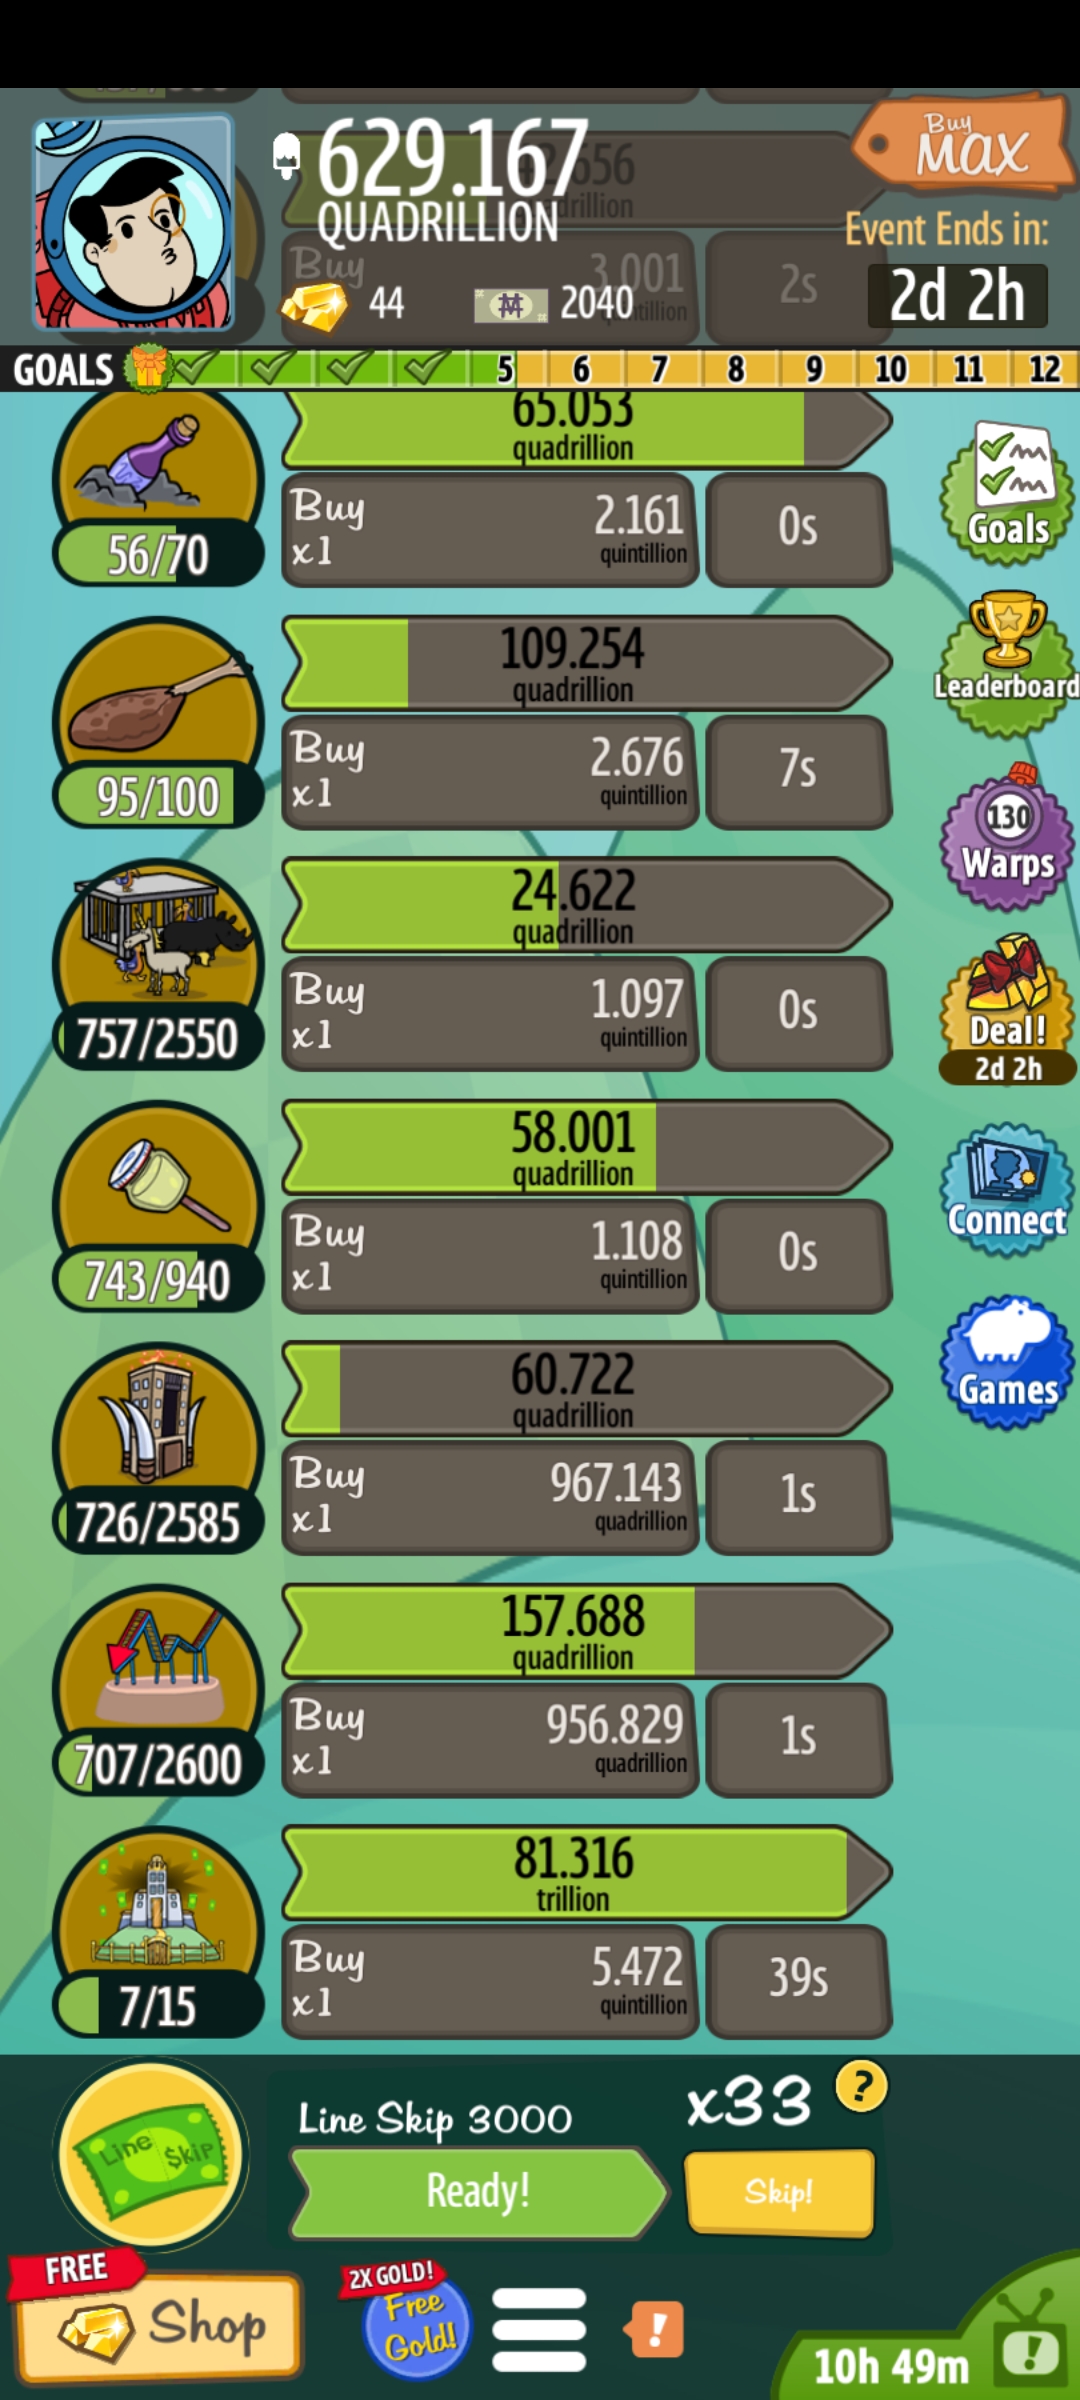 629.167
QUADRILLION
Buy
MAX
Event Ends in:
2d 2h
44
2040
Buy
3.001
2s
GOALS
5
6
7
8
9
10
11
12
65.053
quadrillion
56/70
Buy
x1
2.161
quintillion
0s
Goals
Leaderboard
109.254
quadrillion
95/100
Buy
x1
2.676
quintillion
7s
130
Warps
24.622
quadrillion
757/2550
Buy
x1
1.097
quintillion
0s
Deal!
2d 2h
58.001
quadrillion
743/940
Buy
x1
1.108
quintillion
0s
Connect
60.722
quadrillion
726/2585
Buy
x1
967.143
quadrillion
1s
Games
157.688
quadrillion
707/2600
Buy
x1
956.829
quadrillion
1s
81.316
trillion
7/15
Buy
x1
5.472
quintillion
39s
Line $kip
Line Skip 3000
x33
?
Ready!
Skip!
FREE
Shop
2X GOLD!
Free
Gold!
!
10h 49m
!